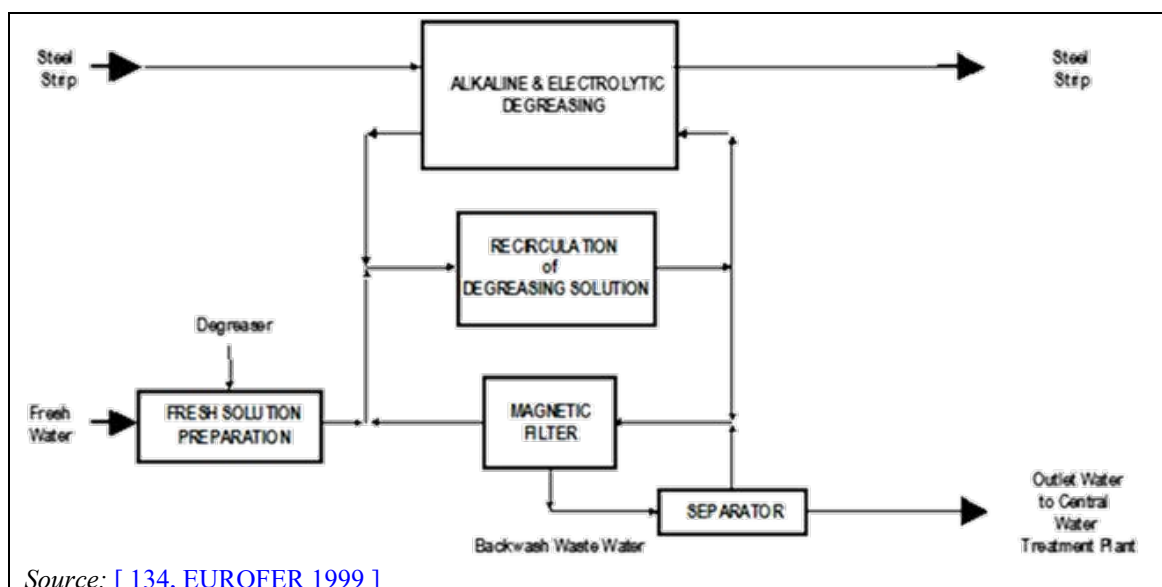 Steel
Strip
ALKALINE & ELECTROLYTIC
DEGREASING
Steel
Strip
RECIRCULATION
of
DEGREASING SOLUTION
Degreaser
Fresh
Water
FRESH SOLUTION
PREPARATION
MAGNETIC
FILTER
SEPARATOR
Backwash Waste Water
Outlet Water
to Central
Water
Treatment Plant
Source: [ 134, EUROFER 1999 ]